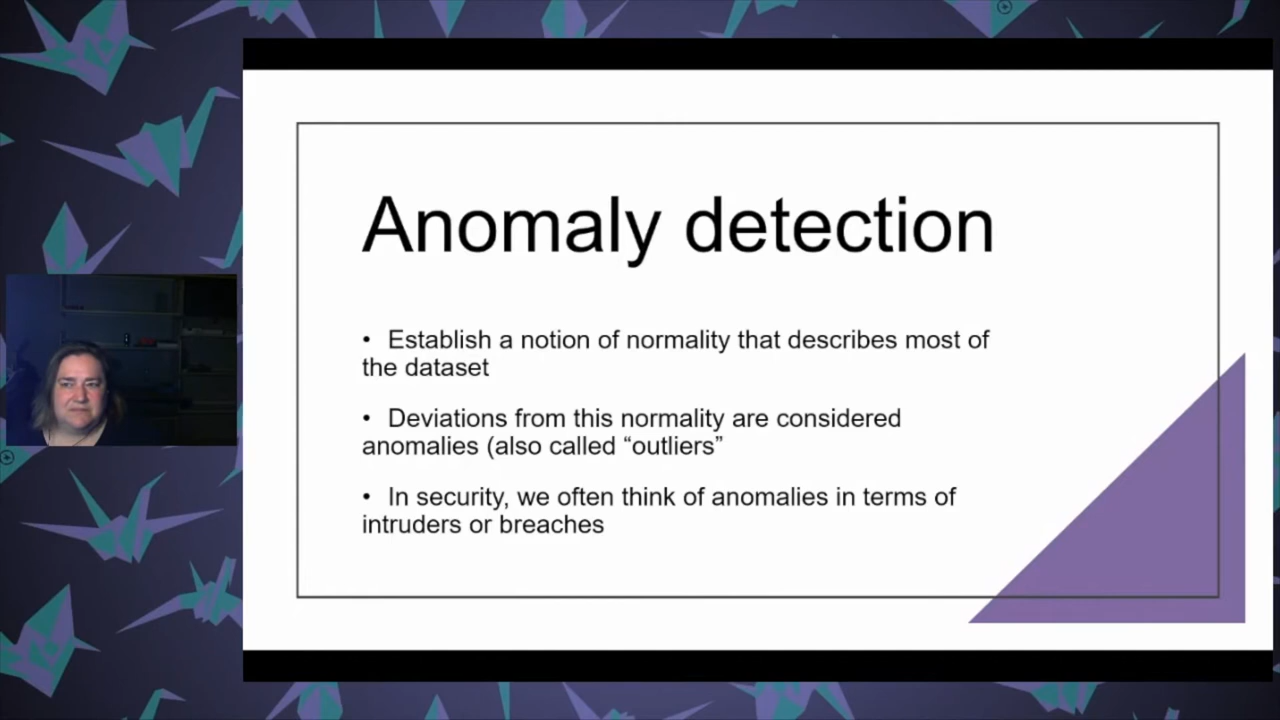 Anomaly detection
• Establish a notion of normality that describes most of
the dataset
• Deviations from this normality are considered
anomalies (also called “outliers”
• In security, we often think of anomalies in terms of
intruders or breaches